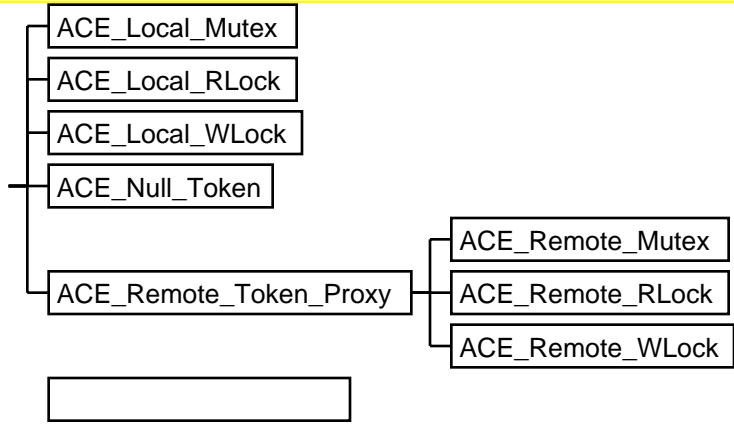 ACE_Local_Mutex
ACE_Local_RLock
ACE_Local_WLock
ACE_Null_Token
ACE_Remote_Token_Proxy
ACE_Remote_Mutex
ACE_Remote_RLock
ACE_Remote_WLock